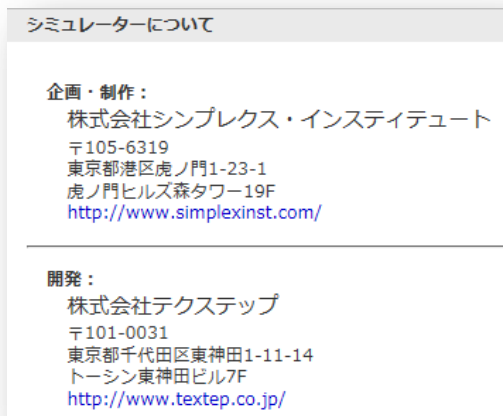 シミュレーターについて
企画・制作：
株式会社シンプレクス・インスティテュート
〒105-6319
東京都港区虎ノ門1-23-1
虎ノ門ヒルズ森タワー19F
http://www.simplexinst.com/
開発：
株式会社テクステップ
〒101-0031
東京都千代田区東神田1-11-14
トーシン東神田ビル7F
http://www.textep.co.jp/